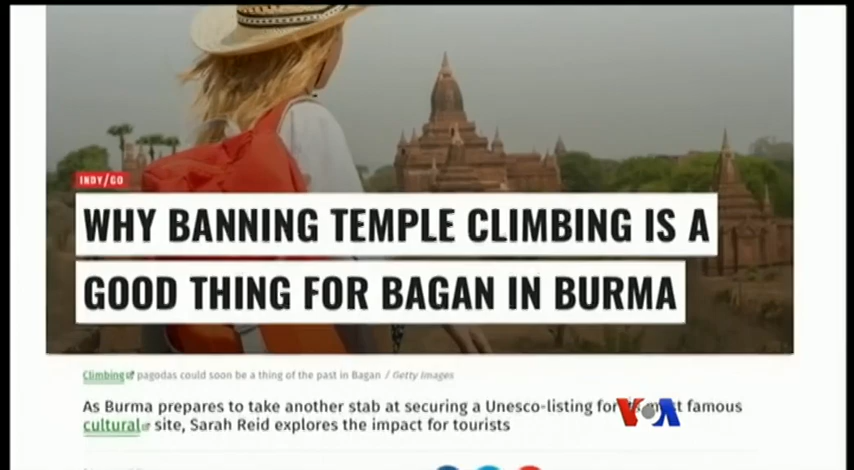 INDY/GO
WHY BANNING TEMPLE CLIMBING IS A
GOOD THING FOR BAGAN IN BURMA
Climbing pagodas could soon be a thing of the past in Bagan / Getty Images
As Burma prepares to take another stab at securing a Unesco-listing for famous
cultural site, Sarah Reid explores the impact for tourists
VOA